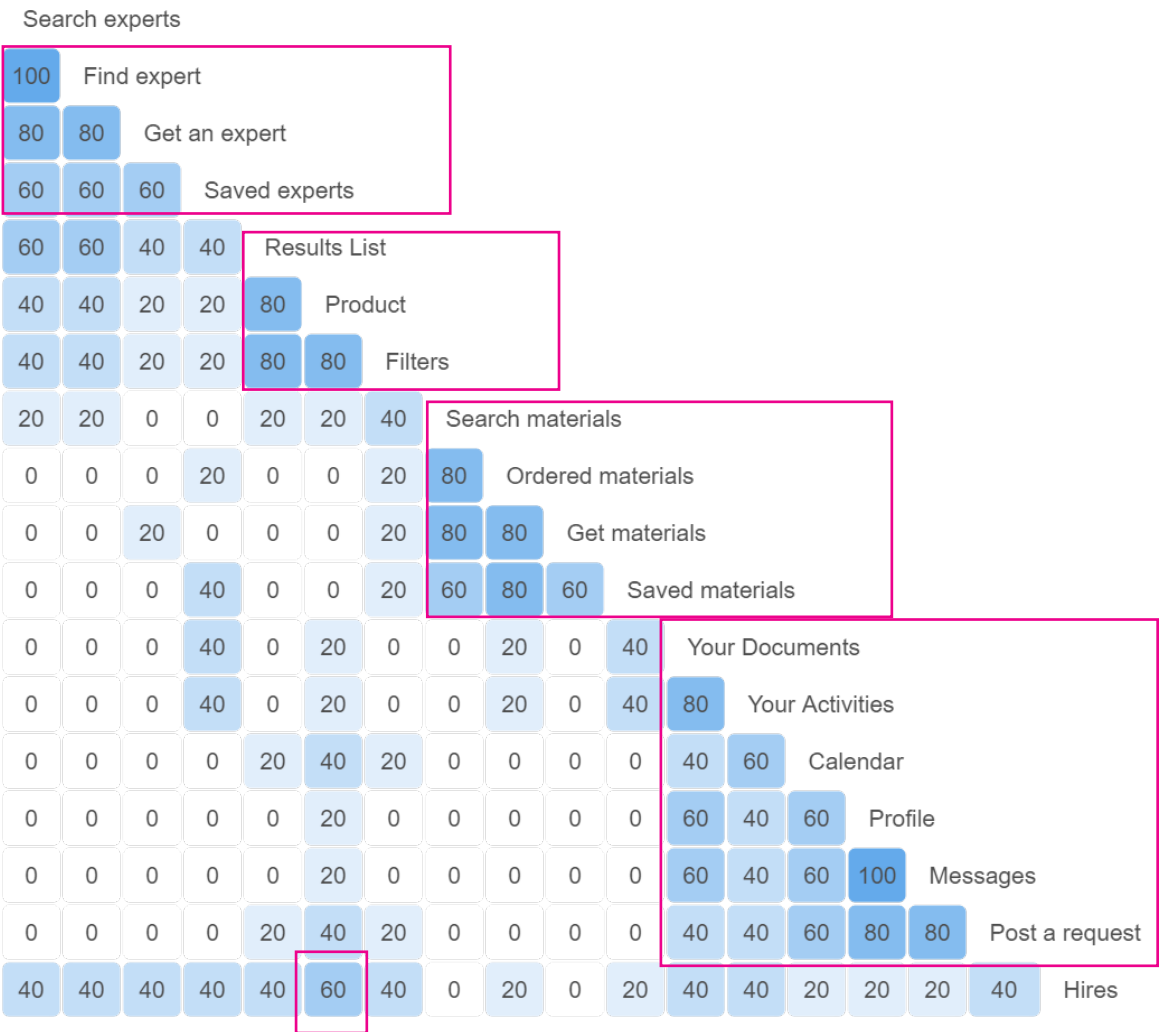 Search experts
100 Find expert
80 80 Get an expert
60 60 60 Saved experts
60 60 40 40 Results List
40 40 20 20 80 Product
40 40 20 20 80 80 Filters
20 20 0 0 20 20 40 Search materials
0 0 0 20 0 0 20 80 Ordered materials
0 0 20 0 0 0 20 80 80 Get materials
0 0 0 40 0 0 20 60 80 60 Saved materials
0 0 0 40 0 20 0 0 20 0 40 Your Documents
0 0 0 40 0 20 0 0 20 0 40 80 Your Activities
0 0 0 0 20 40 20 0 0 0 0 40 60 Calendar
0 0 0 0 0 20 0 0 0 0 0 60 40 60 Profile
0 0 0 0 0 20 0 0 0 0 0 60 40 60 100 Messages
0 0 0 0 20 40 20 0 0 0 0 40 40 60 80 80 Post a request
40 40 40 40 40 60 40 0 20 0 20 40 40 20 20 20 40 Hires